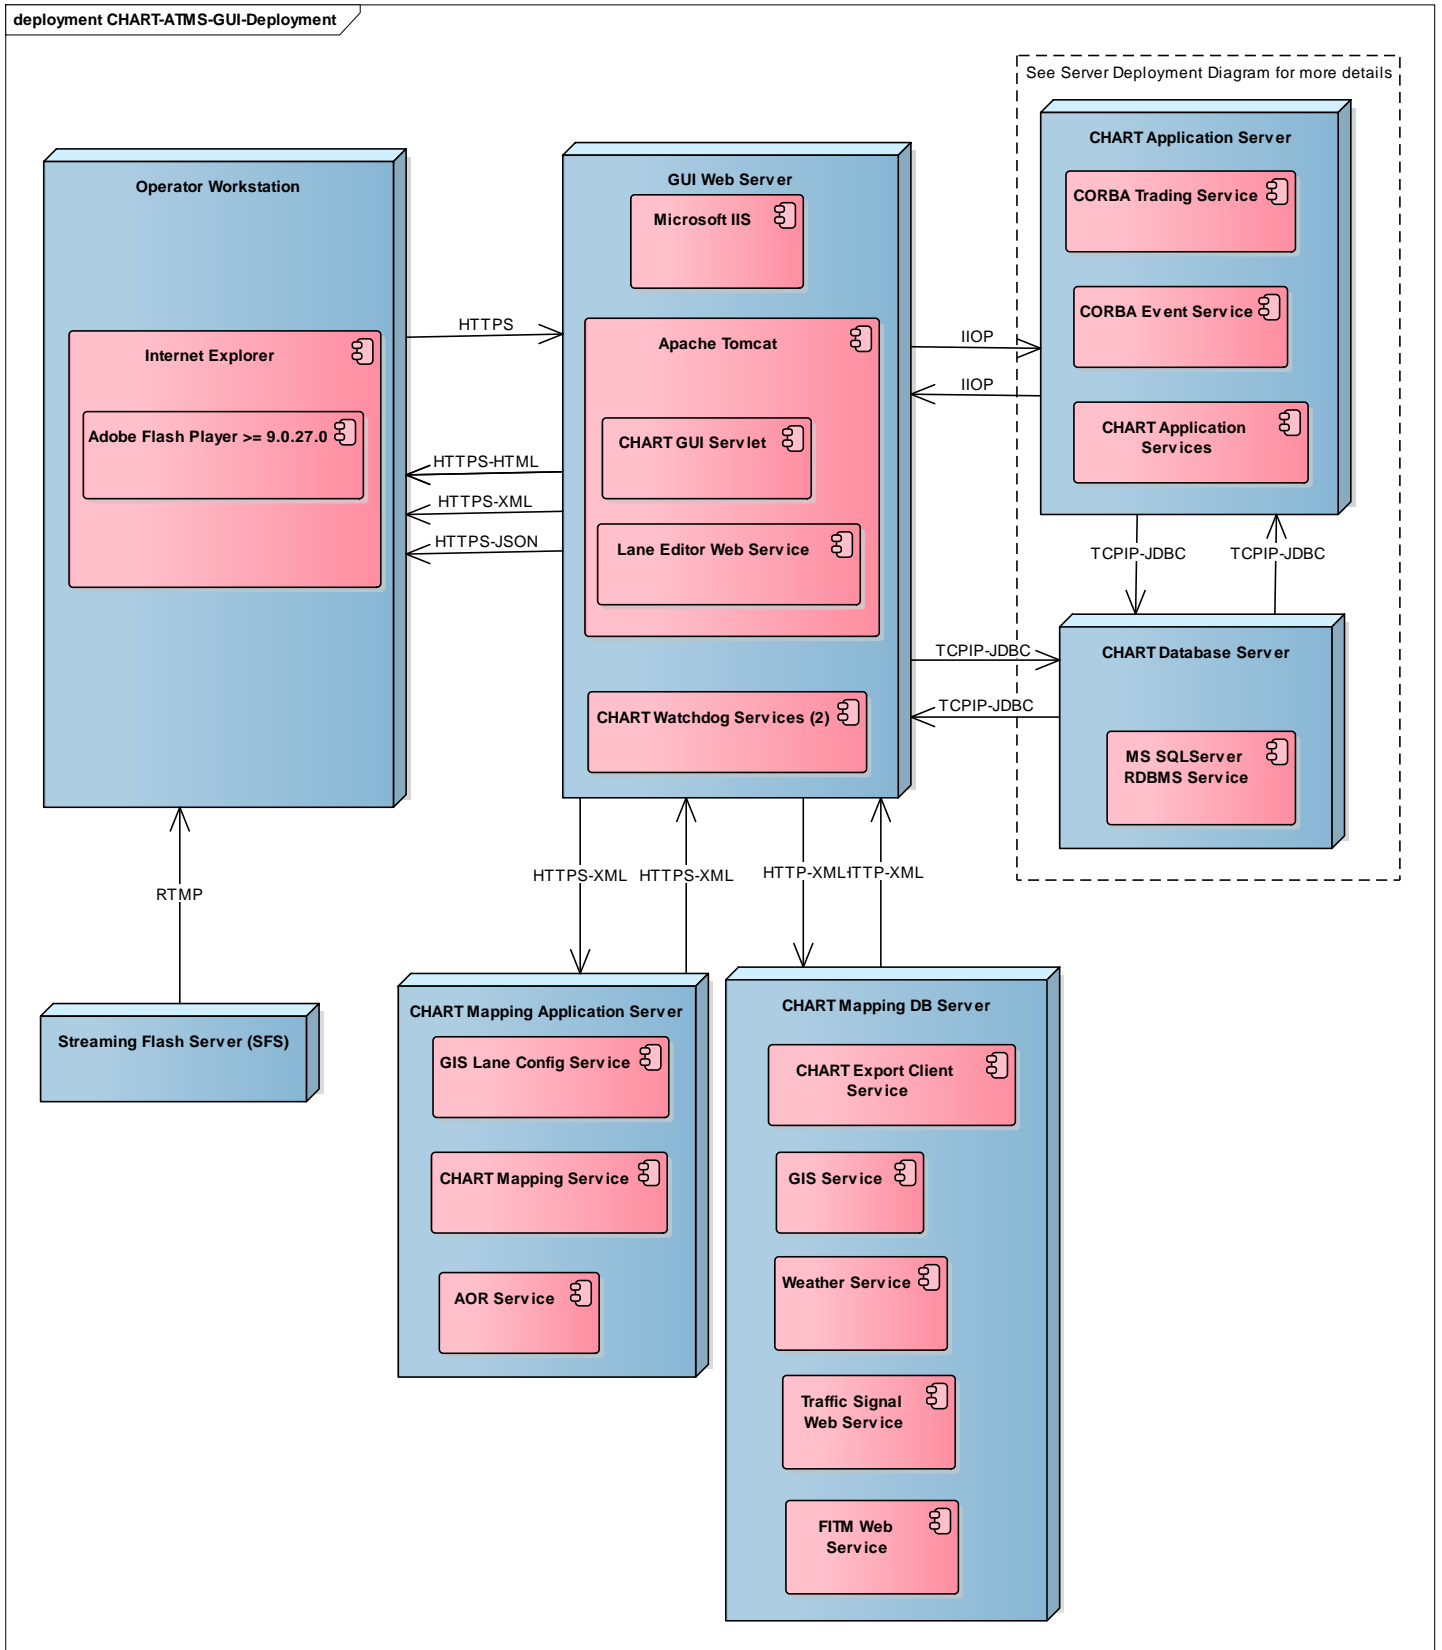 deployment CHART-ATMS-GUI-Deployment
See Server Deployment Diagram for more details
Operator Workstation
Internet Explorer
Adobe Flash Player >= 9.0.27.0
GUI Web Server
Microsoft IIS
Apache Tomcat
CHART GUI Servlet
Lane Editor Web Service
CHART Watchdog Services (2)
CHART Application Server
CORBA Trading Service
CORBA Event Service
CHART Application
Services
HTTPS
HTTPS-HTML
HTTPS-XML
HTTPS-JSON
IIOP
IIOP
TCPIP-JDBC
TCPIP-JDBC
TCPIP-JDBC
TCPIP-JDBC
CHART Database Server
MS SQLServer
RDBMS Service
RTMP
HTTPS-XML
HTTPS-XML
HTTP-XML
HTTP-XML
Streaming Flash Server (SFS)
CHART Mapping Application Server
GIS Lane Config Service
CHART Mapping Service
AOR Service
CHART Mapping DB Server
CHART Export Client
Service
GIS Service
Weather Service
Traffic Signal
Web Service
FITM Web
Service